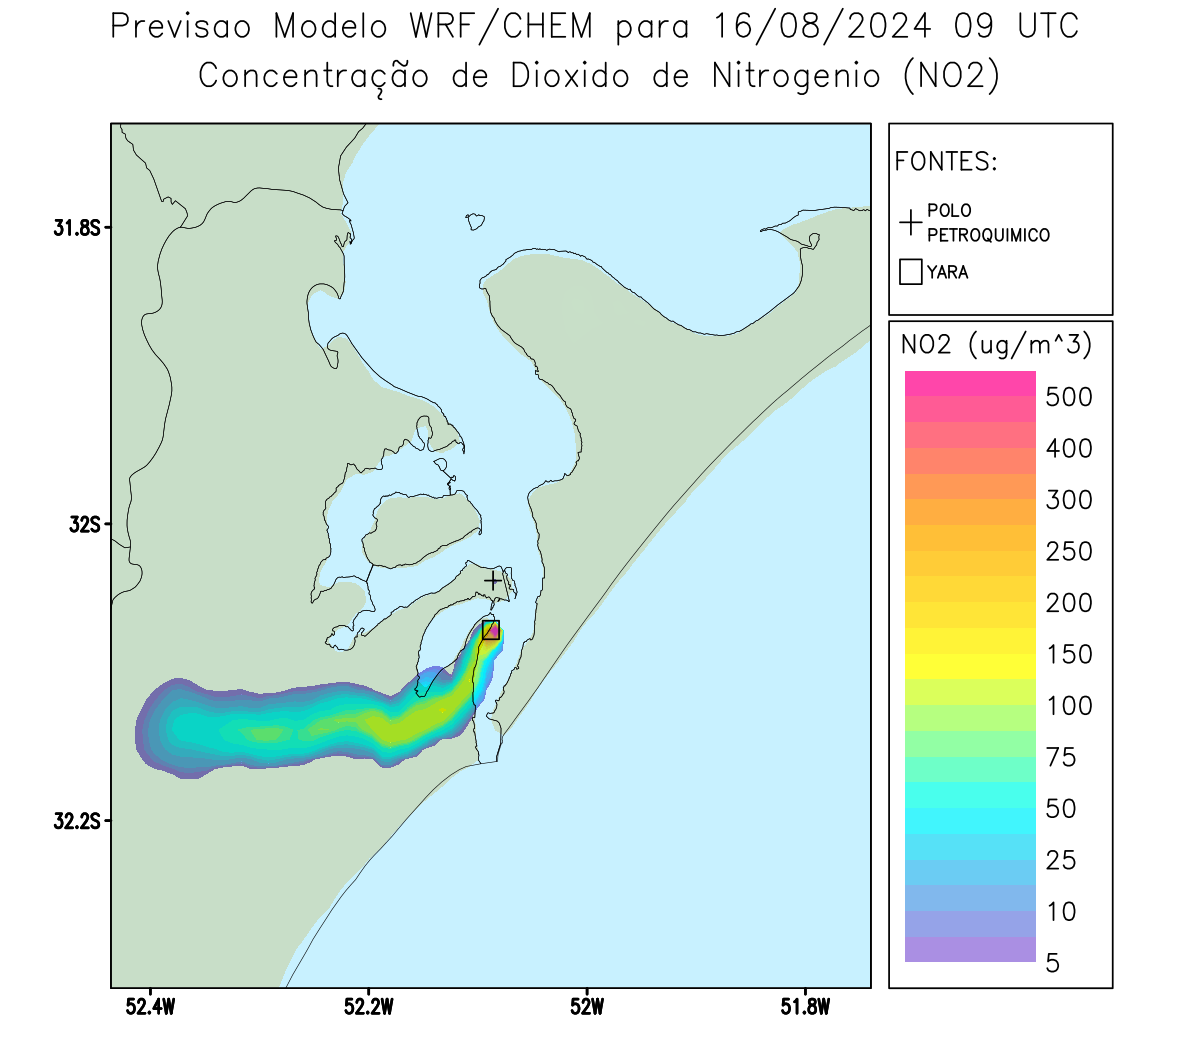 Previsao Modelo WRF/CHEM para 16/08/2024 09 UTC
Concentração de Dioxido de Nitrogenio (NO2)
FONTES:
POLO
PETROQUIMICO
YARA
NO2 (ug/m^3)
500
400
300
250
200
150
100
75
50
25
10
5
31.8S
32S
32.2S
52.4W
52.2W
52W
51.8W